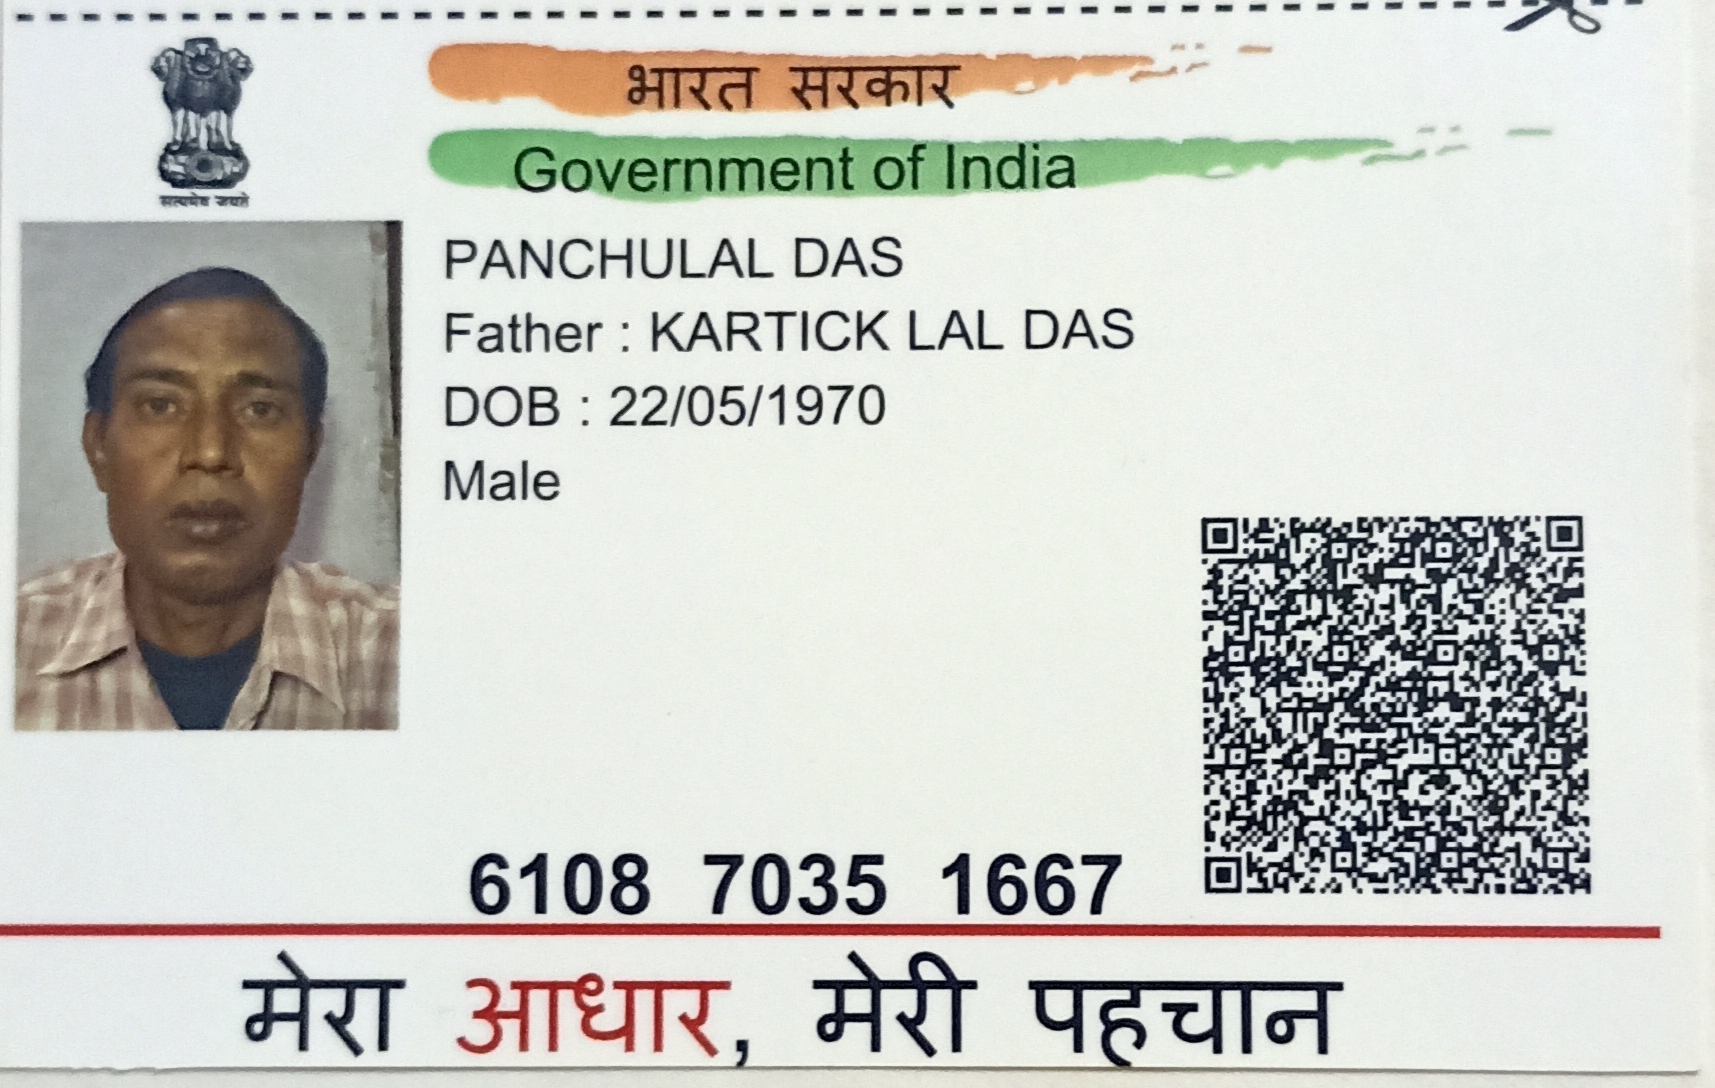 भारत सरकार
Government of India
सत्यमेव जयते
PANCHULAL DAS
Father : KARTICK LAL DAS
DOB : 22/05/1970
Male
6108 7035 1667
मेरा आधार, मेरी पहचान